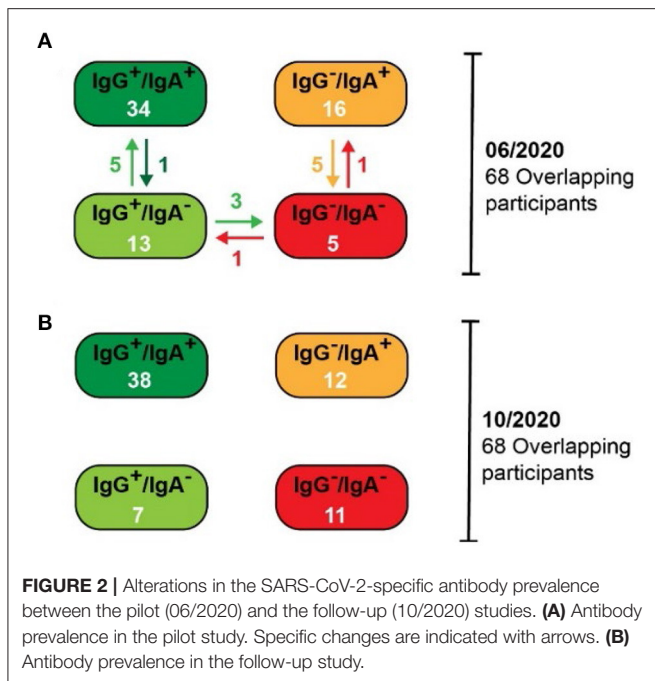 A
IgG⁺/IgA⁺
34
IgG⁻/IgA⁺
16
5
1
5
1
06/2020
68 Overlapping
participants
IgG⁺/IgA⁻
13
3
1
IgG⁻/IgA⁻
5
B
IgG⁺/IgA⁺
38
IgG⁻/IgA⁺
12
10/2020
68 Overlapping
participants
IgG⁺/IgA⁻
7
IgG⁻/IgA⁻
11
FIGURE 2 | Alterations in the SARS-CoV-2-specific antibody prevalence
between the pilot (06/2020) and the follow-up (10/2020) studies. (A) Antibody
prevalence in the pilot study. Specific changes are indicated with arrows. (B)
Antibody prevalence in the follow-up study.